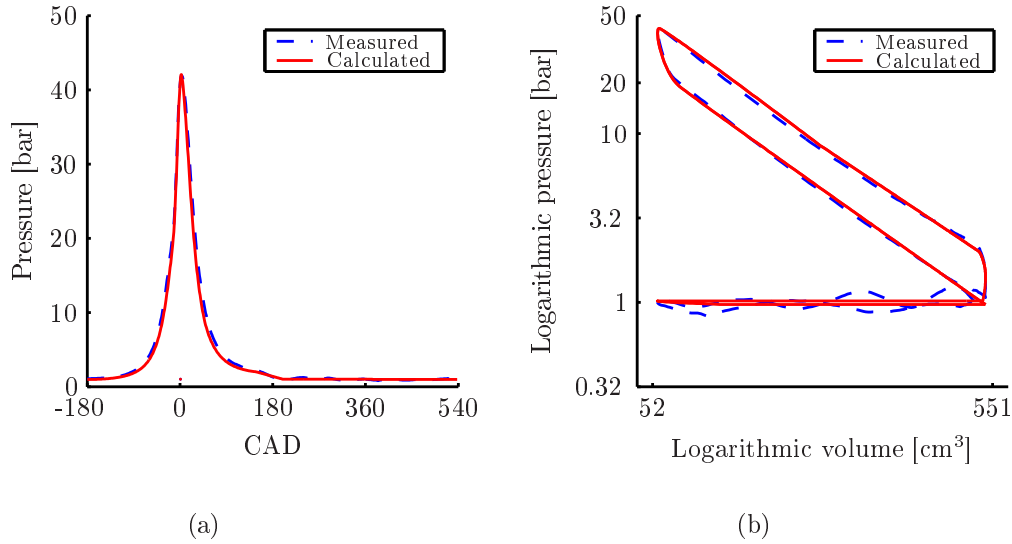 50
40
30
20
10
0
Pressure [bar]
Measured
Calculated
-180
0
180
360
540
CAD
(a)
50
20
10
3.2
1
0.32
Logarithmic pressure [bar]
Measured
Calculated
52
551
Logarithmic volume [cm³]
(b)